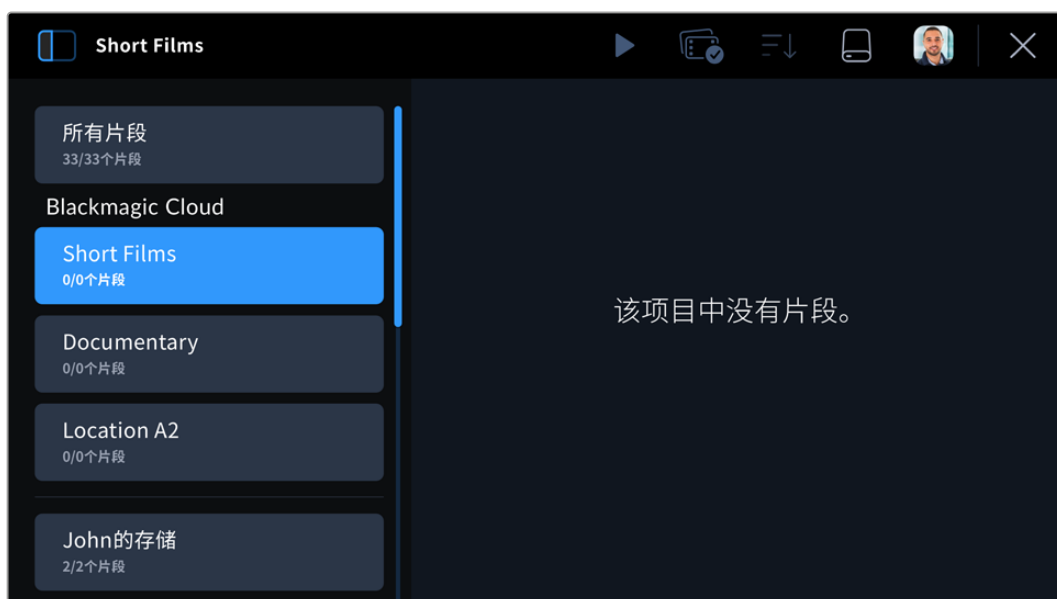 Short Films
所有片段
33/33个片段
Blackmagic Cloud
Short Films
0/0个片段
Documentary
0/0个片段
Location A2
0/0个片段
John的存储
2/2个片段
该项目中没有片段。